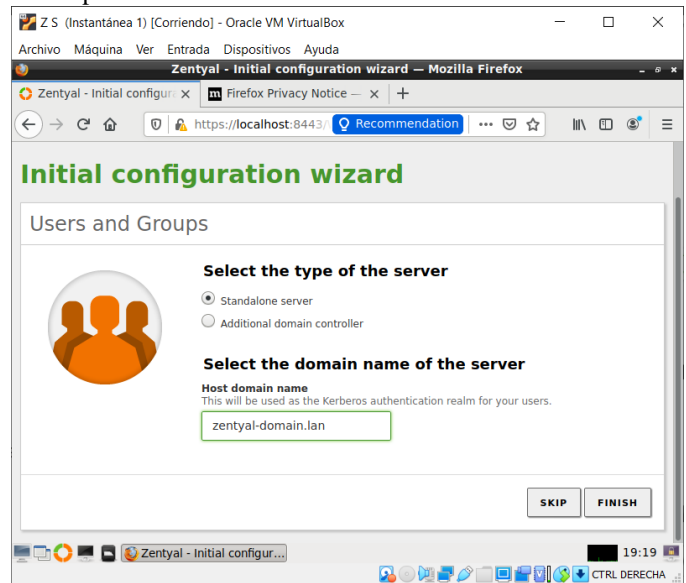 Z S (Instantánea 1) [Corriendo] - Oracle VM VirtualBox
Archivo Máquina Ver Entrada Dispositivos Ayuda
Zentyal - Initial configuration wizard — Mozilla Firefox
Zentyal - Initial configur
Firefox Privacy Notice —
https://localhost:8443/ Recommendation
Initial configuration wizard
Users and Groups
Select the type of the server
Standalone server
Additional domain controller
Select the domain name of the server
Host domain name
This will be used as the Kerberos authentication realm for your users.
zentyal-domain.lan
SKIP FINISH
Zentyal - Initial configur...
19:19
CTRL DERECHA